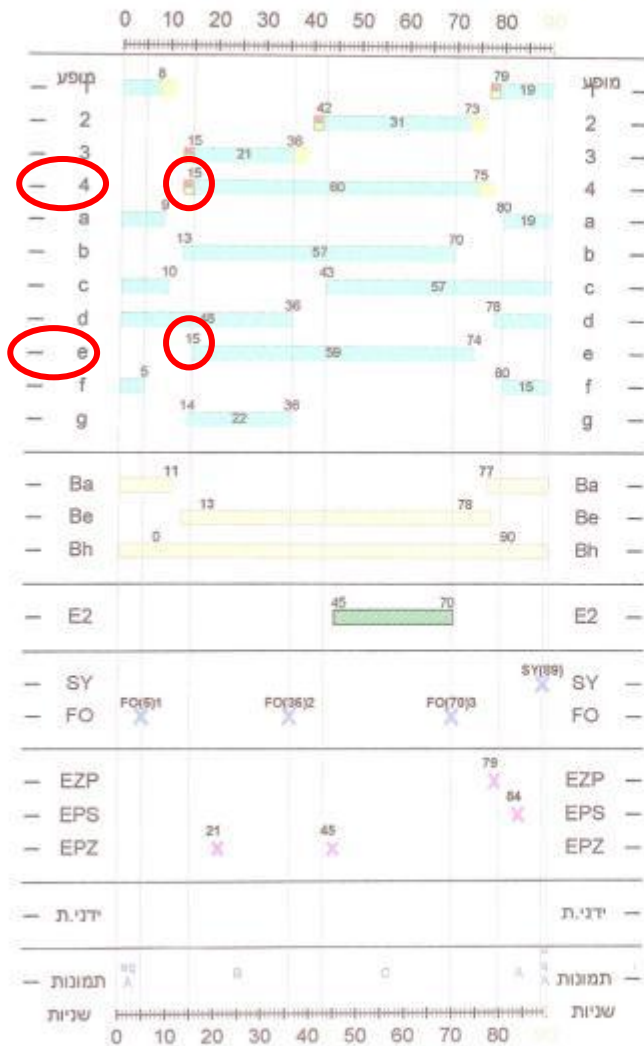 0 10 20 30 40 50 60 70 80 90
מופע 1 8 79 19 1 מופע
2 42 31 73 2
3 15 21 36 3
4 15 60 75 4
a 9 80 19 a
b 13 57 70 b
c 10 43 57 c
d 36 78 d
e 15 59 74 e
f 5 80 15 f
g 14 22 36 g
Ba 11 77 Ba
Be 13 78 Be
Bh 0 90 Bh
E2 45 70 E2
SY SY(89) SY
FO FO(5)1 FO(36)2 FO(70)3 FO
EZP 79 EZP
EPS 84 EPS
EPZ 21 45 EPZ
ידני.ת ידני.ת
תמונות A B C A תמונות
שניות שניות
0 10 20 30 40 50 60 70 80 90